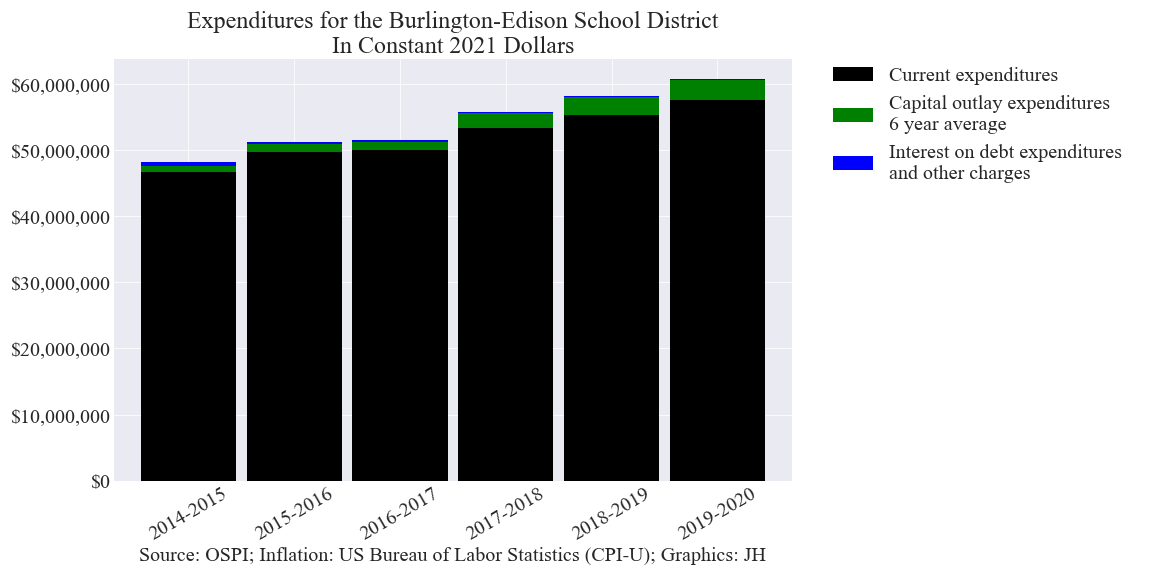 Expenditures for the Burlington-Edison School District
In Constant 2021 Dollars
$60,000,000
$50,000,000
$40,000,000
$30,000,000
$20,000,000
$10,000,000
$0
2014-2015
2015-2016
2016-2017
2017-2018
2018-2019
2019-2020
Source: OSPI; Inflation: US Bureau of Labor Statistics (CPI-U); Graphics: JH
Current expenditures
Capital outlay expenditures
6 year average
Interest on debt expenditures
and other charges